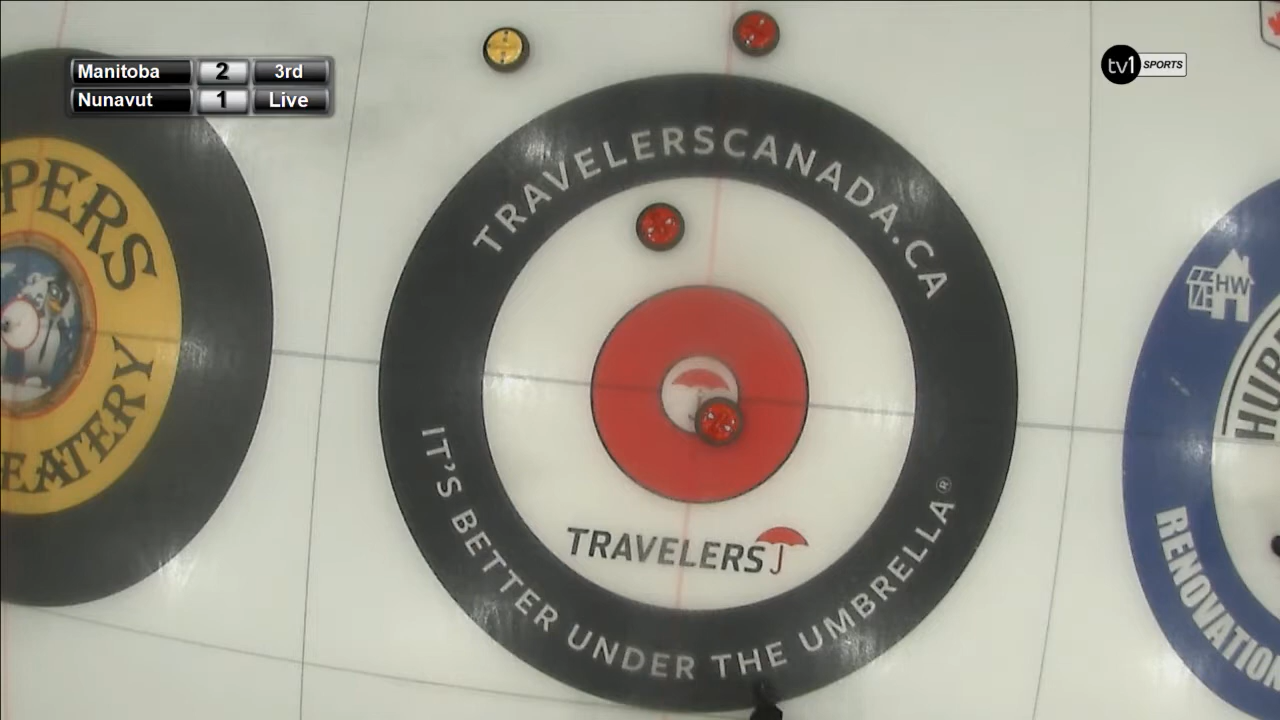 Manitoba 2 3rd
Nunavut 1 Live
tv1 SPORTS
TRAVELERSCANADA.CA
TRAVELERS
IT'S BETTER UNDER THE UMBRELLA®
PERS
EATERY
HW
HUB
RENOVATION